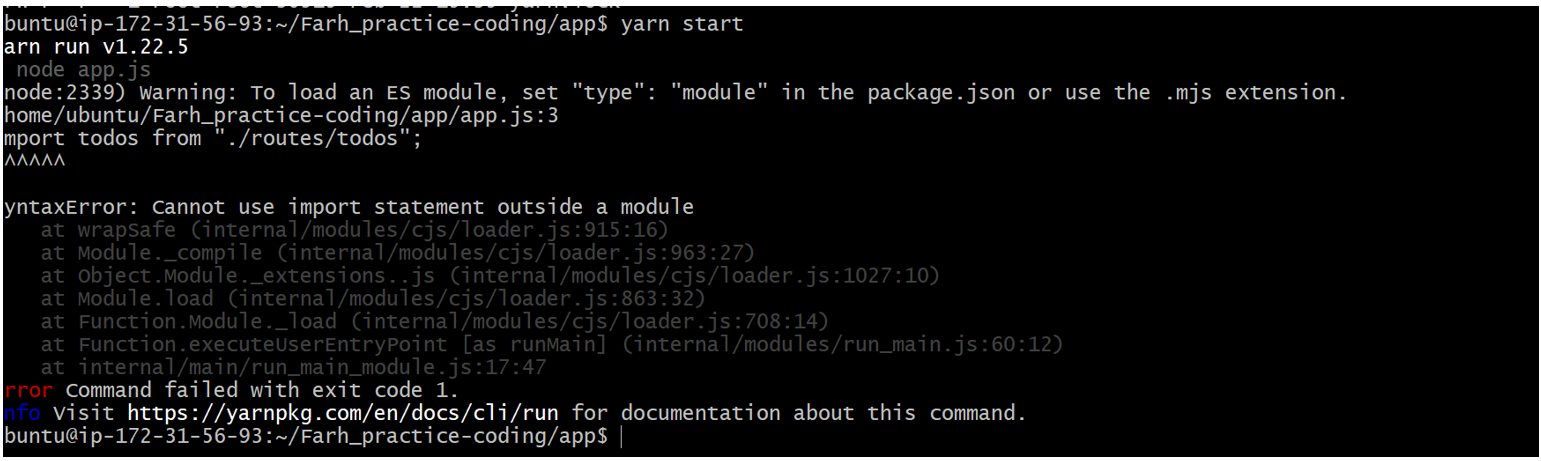 buntu@ip-172-31-56-93:~/Farh_practice-coding/app$ yarn start
arn run v1.22.5
node app.js
node:2339) Warning: To load an ES module, set "type": "module" in the package.json or use the .mjs extension.
home/ubuntu/Farh_practice-coding/app/app.js:3
mport todos from "./routes/todos";
^^^^^
yntaxError: Cannot use import statement outside a module
at wrapSafe (internal/modules/cjs/loader.js:915:16)
at Module._compile (internal/modules/cjs/loader.js:963:27)
at Object.Module._extensions..js (internal/modules/cjs/loader.js:1027:10)
at Module.load (internal/modules/cjs/loader.js:863:32)
at Function.Module._load (internal/modules/cjs/loader.js:708:14)
at Function.executeUserEntryPoint [as runMain] (internal/modules/run_main.js:60:12)
at internal/main/run_main_module.js:17:47
rror Command failed with exit code 1.
nfo Visit https://yarnpkg.com/en/docs/cli/run for documentation about this command.
buntu@ip-172-31-56-93:~/Farh_practice-coding/app$